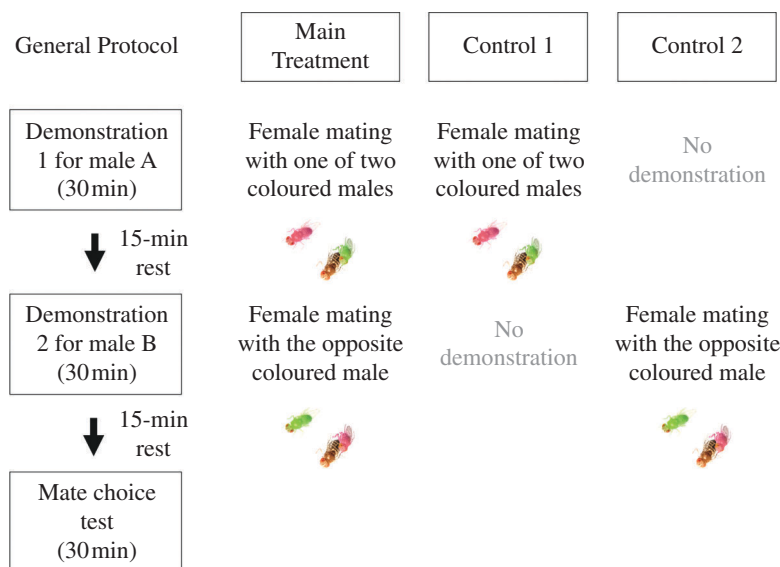 General Protocol
Main
Treatment
Control 1
Control 2
Demonstration
1 for male A
(30 min)
Female mating
with one of two
coloured males
Female mating
with one of two
coloured males
No
demonstration
15-min
rest
Demonstration
2 for male B
(30 min)
Female mating
with the opposite
coloured male
No
demonstration
Female mating
with the opposite
coloured male
15-min
rest
Mate choice
test
(30 min)